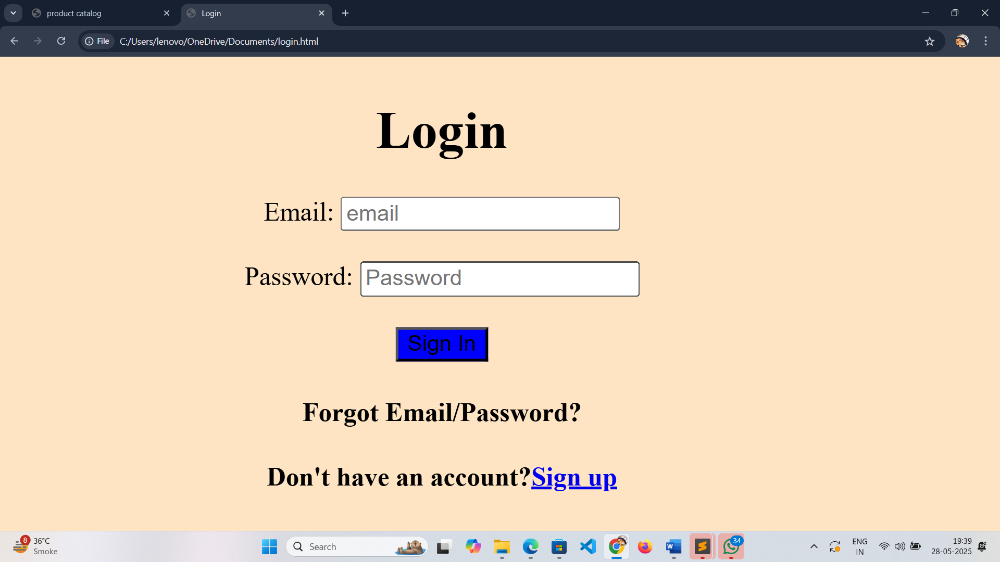 product catalog
Login
File
C:/Users/lenovo/OneDrive/Documents/login.html
Login
Email: email
Password: Password
Sign In
Forgot Email/Password?
Don't have an account?Sign up
8
36°C
Smoke
Search
34
ENG
IN
19:39
28-05-2025